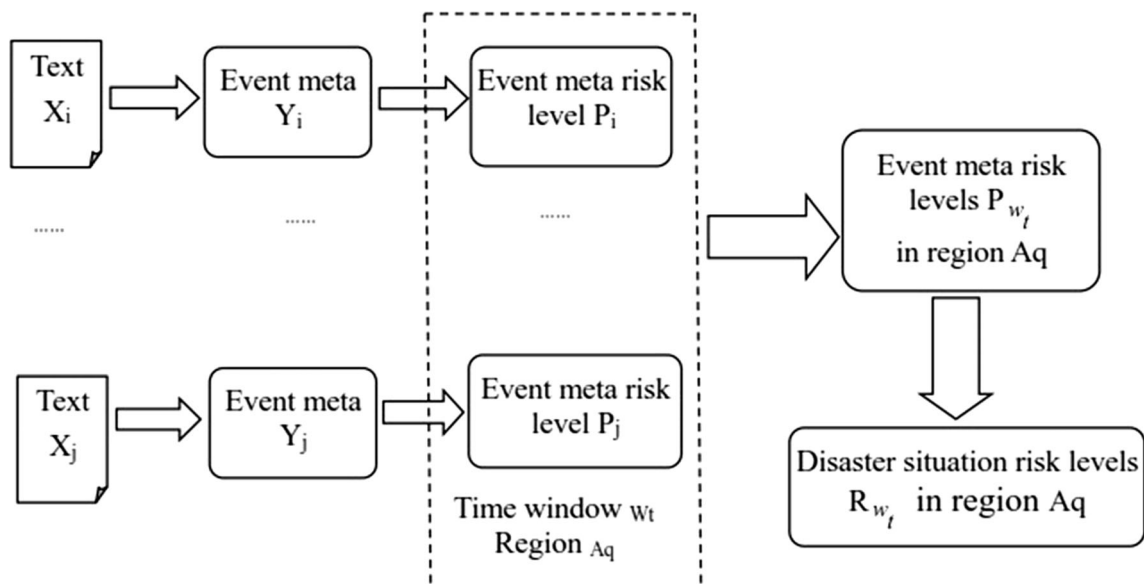 Text
Xi
Event meta
Yi
Event meta risk
level Pi
Event meta risk
levels P wt
in region Aq
......
......
......
Text
Xj
Event meta
Yj
Event meta risk
level Pj
Time window Wt
Region Aq
Disaster situation risk levels
Rwt in region Aq